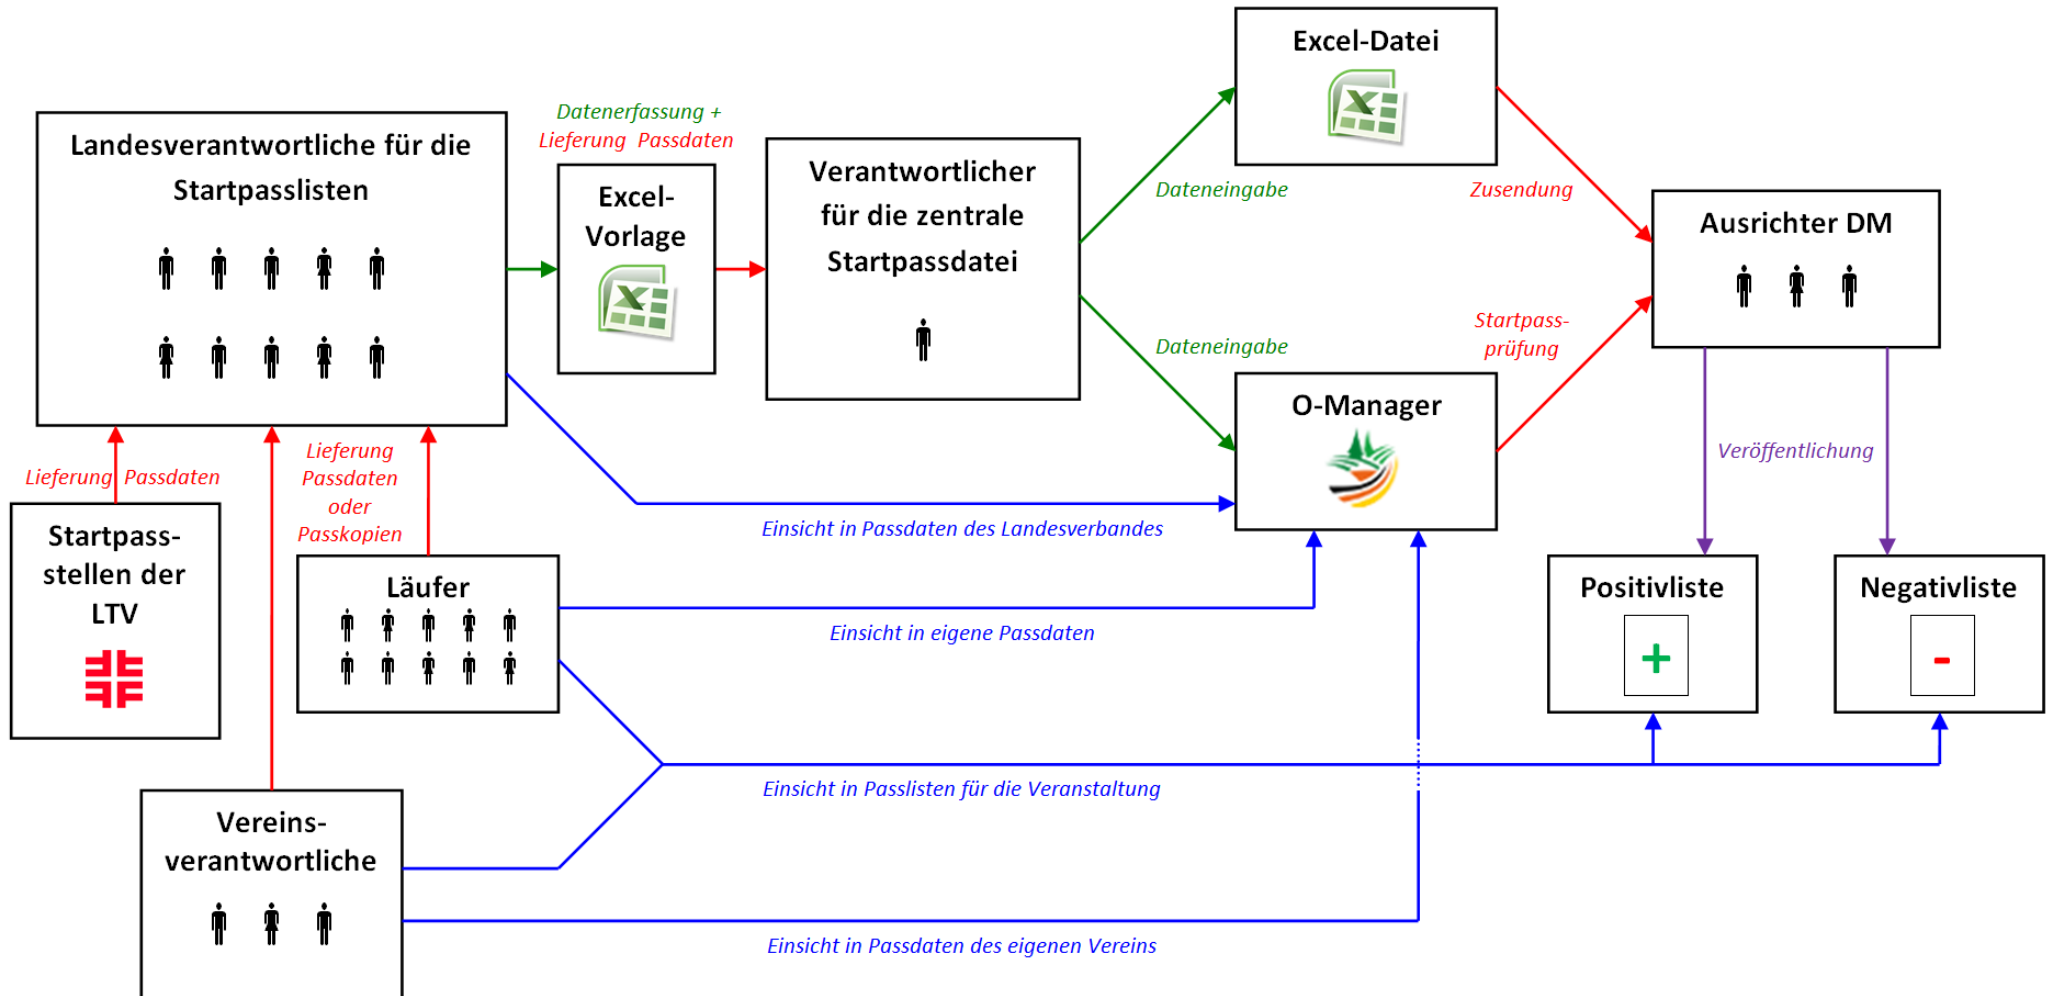 Landesverantwortliche für die
Startpasslisten
Datenerfassung +
Lieferung Passdaten
Excel-
Vorlage
Verantwortlicher
für die zentrale
Startpassdatei
Excel-Datei
Dateneingabe
Zusendung
Ausrichter DM
Dateneingabe
Startpass-
prüfung
O-Manager
Veröffentlichung
Lieferung Passdaten
Lieferung
Passdaten
oder
Passkopien
Einsicht in Passdaten des Landesverbandes
Startpass-
stellen der
LTV
Läufer
Einsicht in eigene Passdaten
Positivliste
+
Negativliste
-
Einsicht in Passlisten für die Veranstaltung
Vereins-
verantwortliche
Einsicht in Passdaten des eigenen Vereins